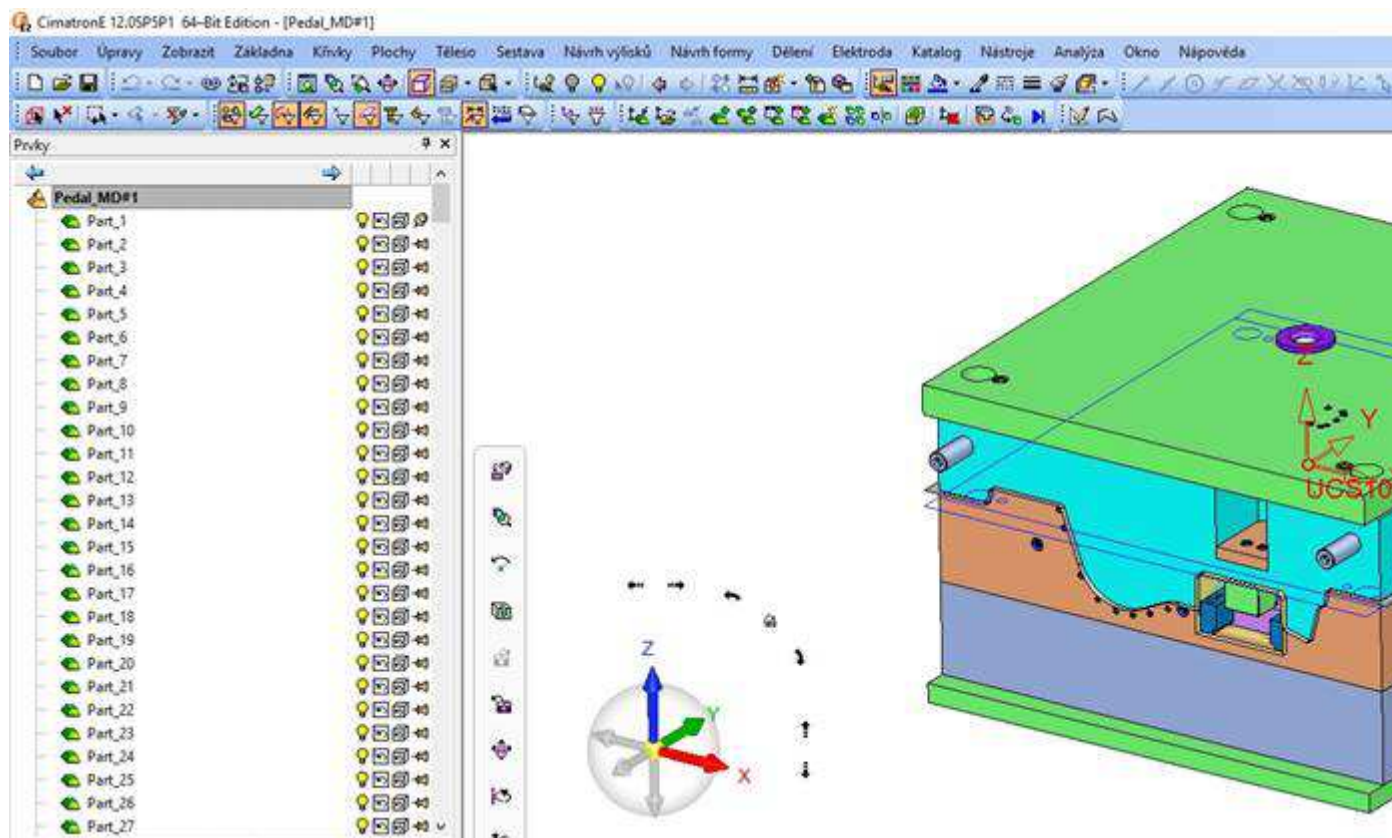 CimatronE 12.0SP5P1 64-Bit Edition - [Pedal_MD#1]
Soubor Úpravy Zobrazit Základna Křivky Plochy Těleso Sestava Návrh výlisků Návrh formy Dělení Elektroda Katalog Nástroje Analýza Okno Nápověda
Prvky
Pedal_MD#1
Part_1
Part_2
Part_3
Part_4
Part_5
Part_6
Part_7
Part_8
Part_9
Part_10
Part_11
Part_12
Part_13
Part_14
Part_15
Part_16
Part_17
Part_18
Part_19
Part_20
Part_21
Part_22
Part_23
Part_24
Part_25
Part_26
Part_27
Z
Y
UCST0
Z
Y
X